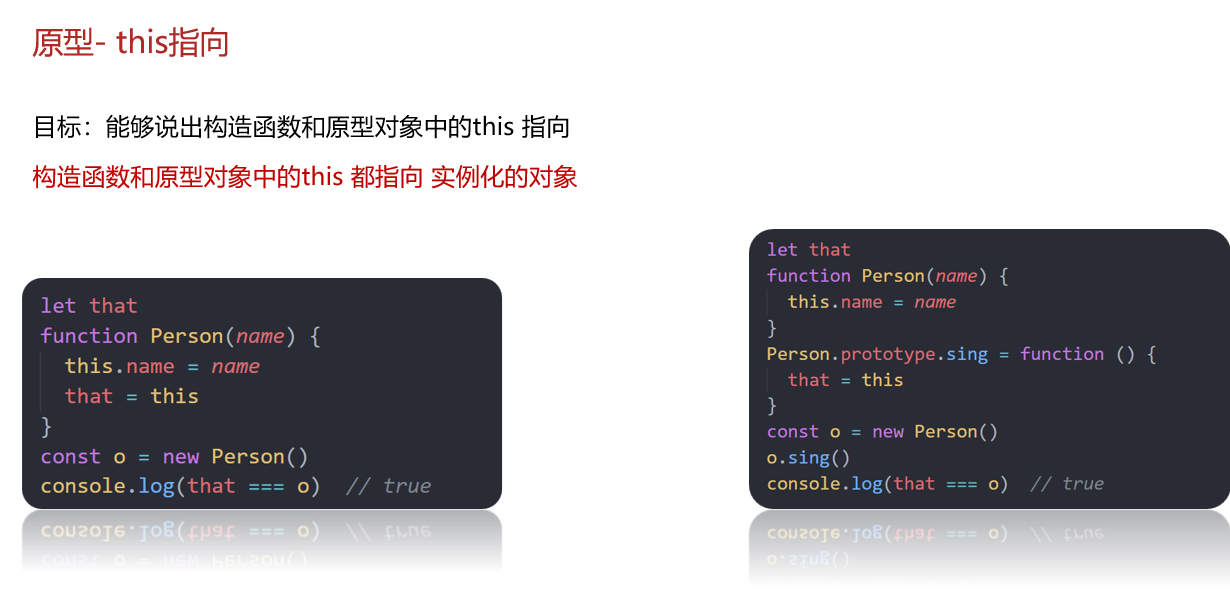 原型- this指向
目标：能够说出构造函数和原型对象中的this 指向
构造函数和原型对象中的this 都指向 实例化的对象
let that
function Person(name) {
this.name = name
that = this
}
const o = new Person()
console.log(that === o) // true
let that
function Person(name) {
this.name = name
}
Person.prototype.sing = function () {
that = this
}
const o = new Person()
o.sing()
console.log(that === o) // true